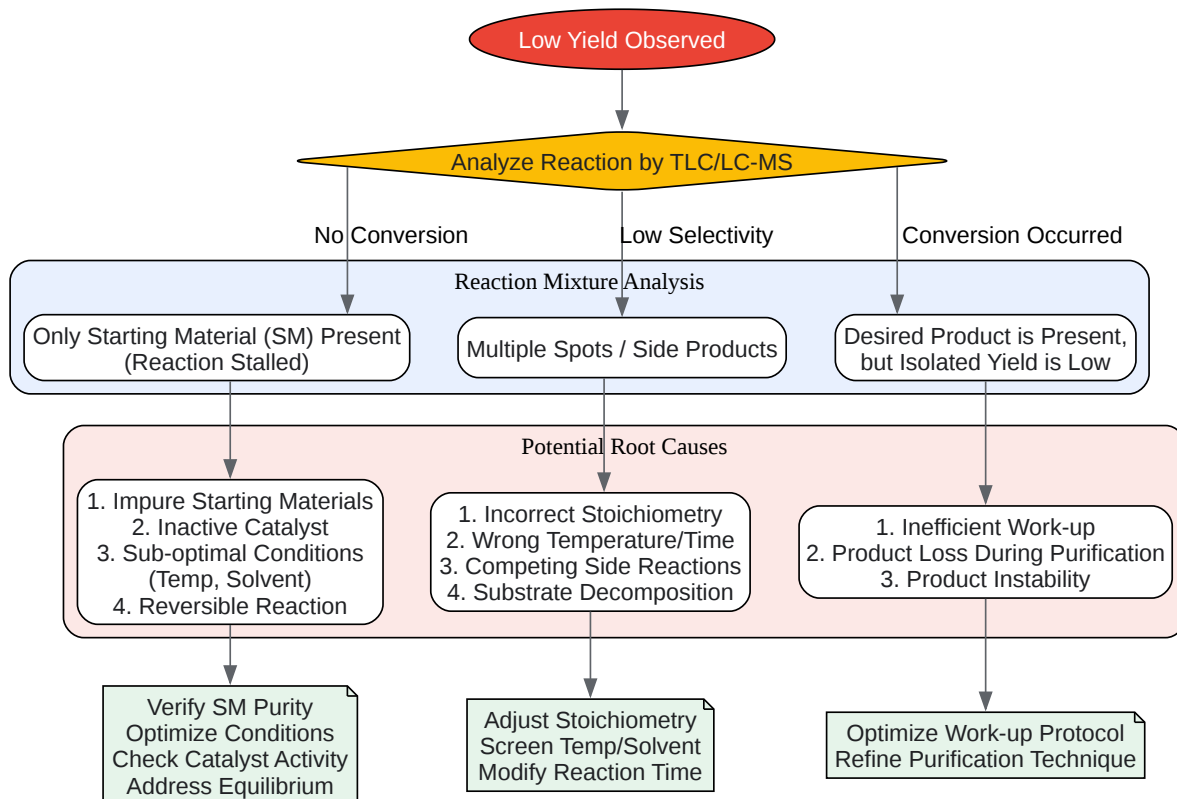 Low Yield Observed
Analyze Reaction by TLC/LC-MS
No Conversion
Low Selectivity
Conversion Occurred
Reaction Mixture Analysis
Only Starting Material (SM) Present
(Reaction Stalled)
Multiple Spots / Side Products
Desired Product is Present,
but Isolated Yield is Low
Potential Root Causes
1. Impure Starting Materials
2. Inactive Catalyst
3. Sub-optimal Conditions
(Temp, Solvent)
4. Reversible Reaction
1. Incorrect Stoichiometry
2. Wrong Temperature/Time
3. Competing Side Reactions
4. Substrate Decomposition
1. Inefficient Work-up
2. Product Loss During Purification
3. Product Instability
Verify SM Purity
Optimize Conditions
Check Catalyst Activity
Address Equilibrium
Adjust Stoichiometry
Screen Temp/Solvent
Modify Reaction Time
Optimize Work-up Protocol
Refine Purification Technique